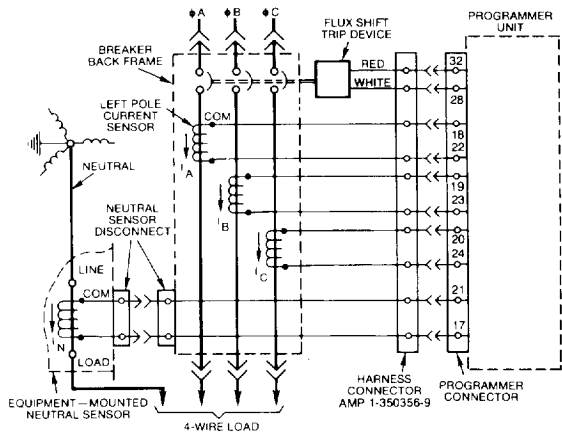 ϕA ϕB ϕC
FLUX SHIFT
TRIP DEVICE
PROGRAMMER
UNIT
BREAKER
BACK FRAME
RED
32
WHITE
28
LEFT POLE
CURRENT
SENSOR
COM
18
22
IA
NEUTRAL
19
23
IB
NEUTRAL
SENSOR
DISCONNECT
20
24
IC
LINE
COM
21
17
IN
LOAD
EQUIPMENT—MOUNTED
NEUTRAL SENSOR
4-WIRE LOAD
HARNESS
CONNECTOR
AMP 1-350356-9
PROGRAMMER
CONNECTOR